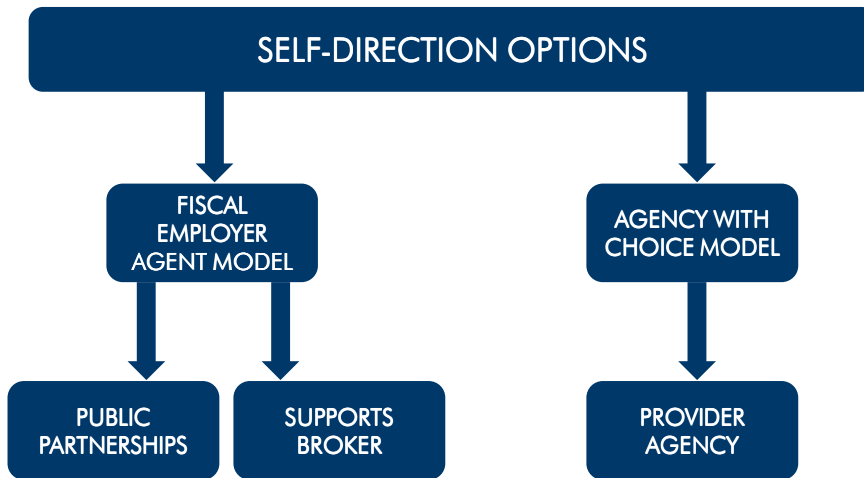 SELF-DIRECTION OPTIONS
FISCAL
EMPLOYER
AGENT MODEL
AGENCY WITH
CHOICE MODEL
PUBLIC
PARTNERSHIPS
SUPPORTS
BROKER
PROVIDER
AGENCY